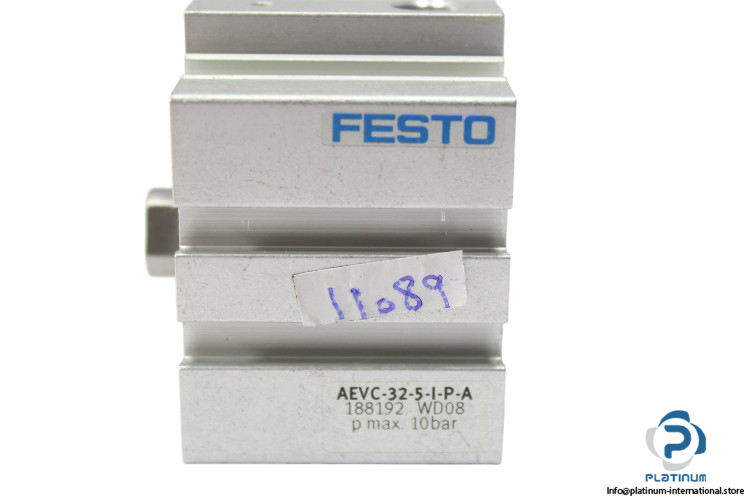 FESTO
11089
AEVC-32-5-I-P-A
188192 WD08
p max. 10bar
PLATINUM
Info@platinum-international.store